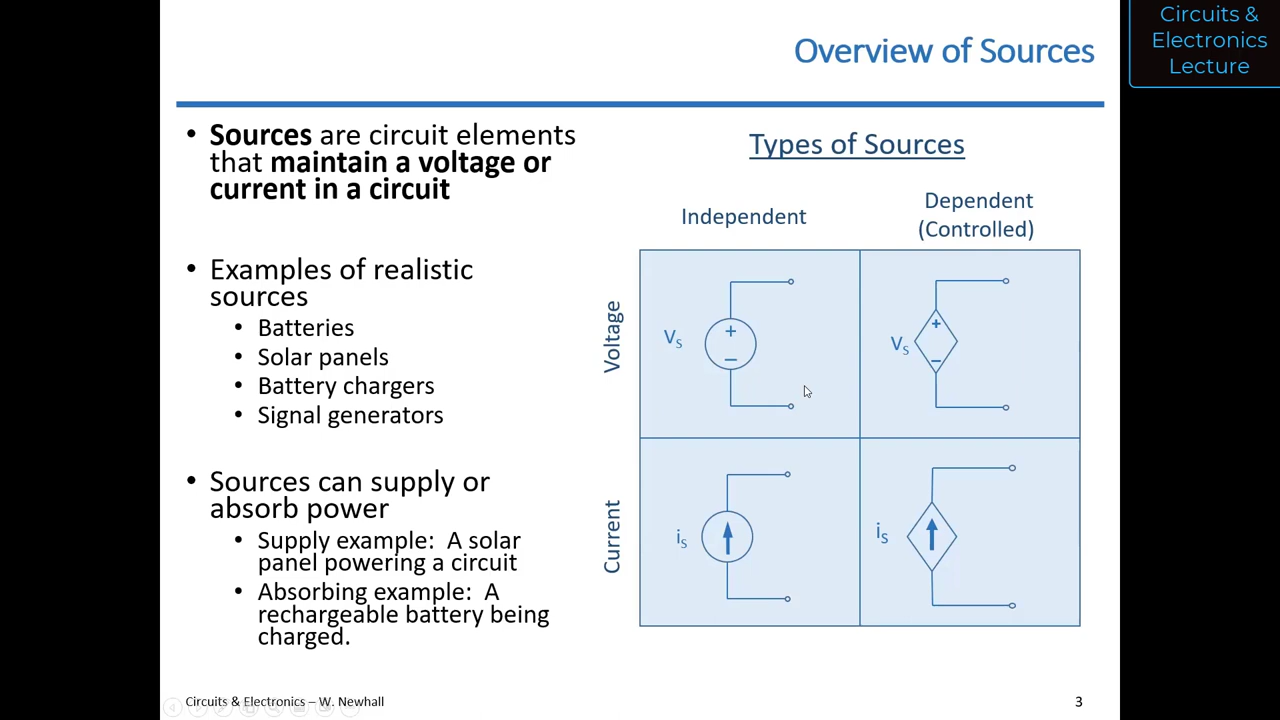 Circuits &
Electronics
Lecture
Overview of Sources
• Sources are circuit elements
that maintain a voltage or
current in a circuit
• Examples of realistic
sources
• Batteries
• Solar panels
• Battery chargers
• Signal generators
• Sources can supply or
absorb power
• Supply example: A solar
panel powering a circuit
• Absorbing example: A
rechargeable battery being
charged.
Types of Sources
Independent
Dependent
(Controlled)
Voltage
Vs
+
−
Vs
+
−
Current
is
is
Circuits & Electronics – W. Newhall
3